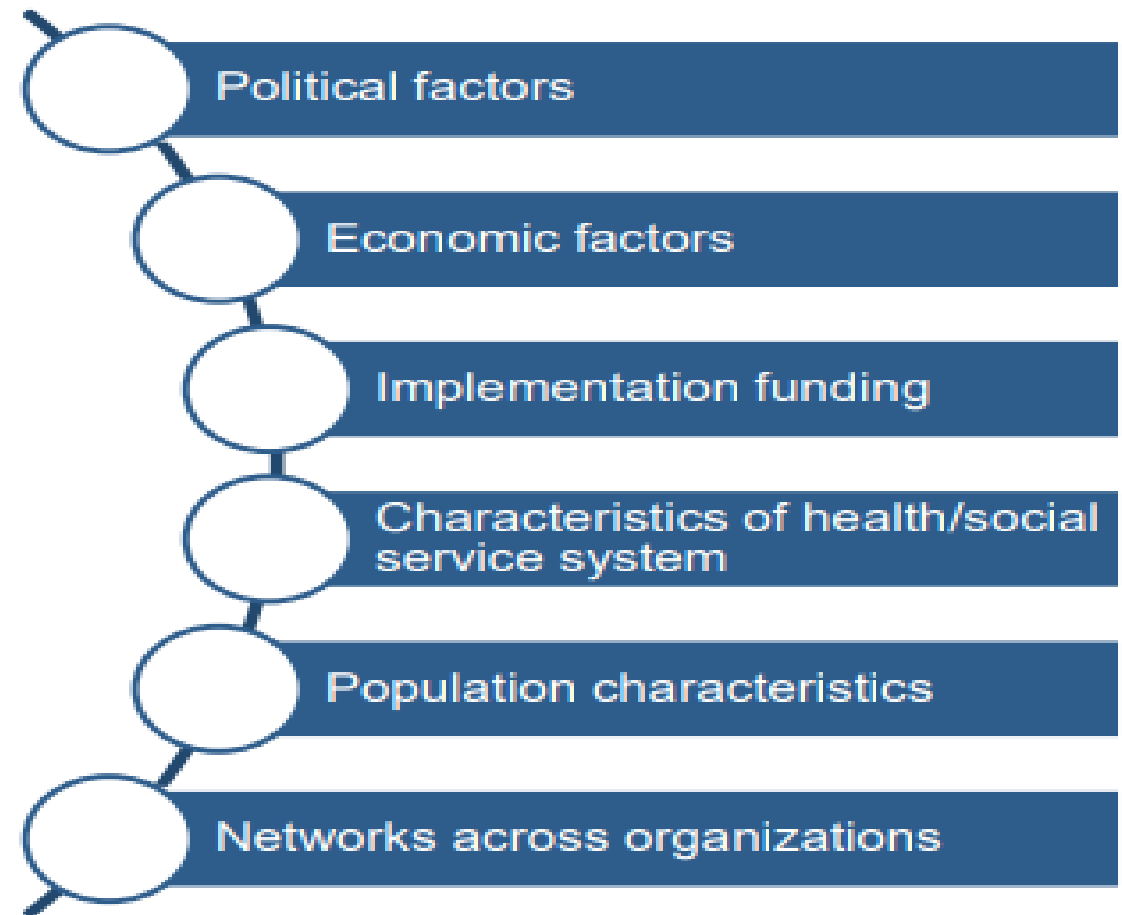 Political factors
Economic factors
Implementation funding
Characteristics of health/social
service system
Population characteristics
Networks across organizations